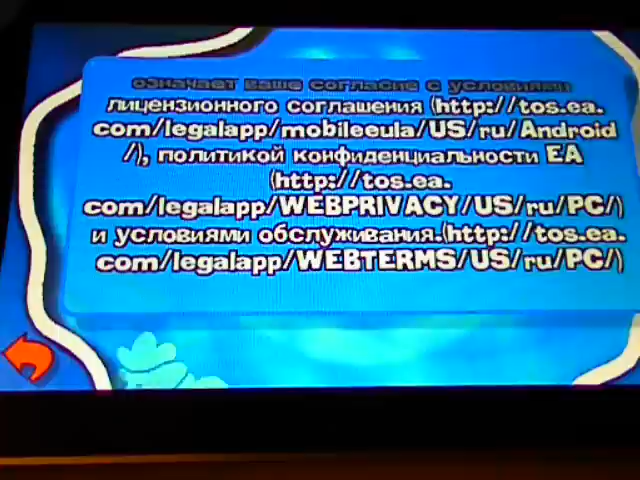 означает ваше согласие с условиями
лицензионного соглашения (http://tos.ea.
com/legalapp/mobileeula/US/ru/Android
/), политикой конфиденциальности EA
(http://tos.ea.
com/legalapp/WEBPRIVACY/US/ru/PC/)
и условиями обслуживания.(http://tos.ea.
com/legalapp/WEBTERMS/US/ru/PC/)